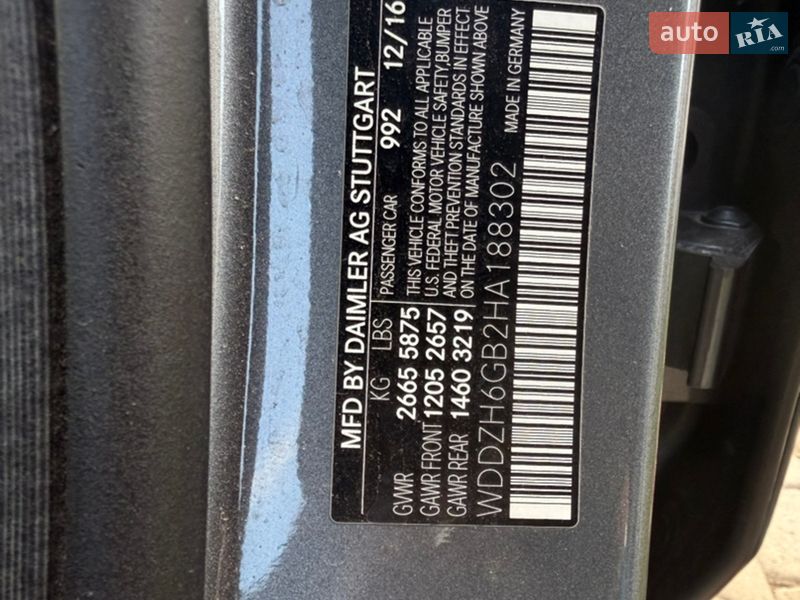 MFD BY DAIMLER AG STUTTGART
KG LBS PASSENGER CAR 992 12/16
GVWR 2665 5875 THIS VEHICLE CONFORMS TO ALL APPLICABLE
GAWR FRONT 1205 2657 U.S. FEDERAL MOTOR VEHICLE SAFETY, BUMPER
GAWR REAR 1460 3219 AND THEFT PREVENTION STANDARDS IN EFFECT
ON THE DATE OF MANUFACTURE SHOWN ABOVE
WDDZH6GB2HA188302 MADE IN GERMANY
auto RIA